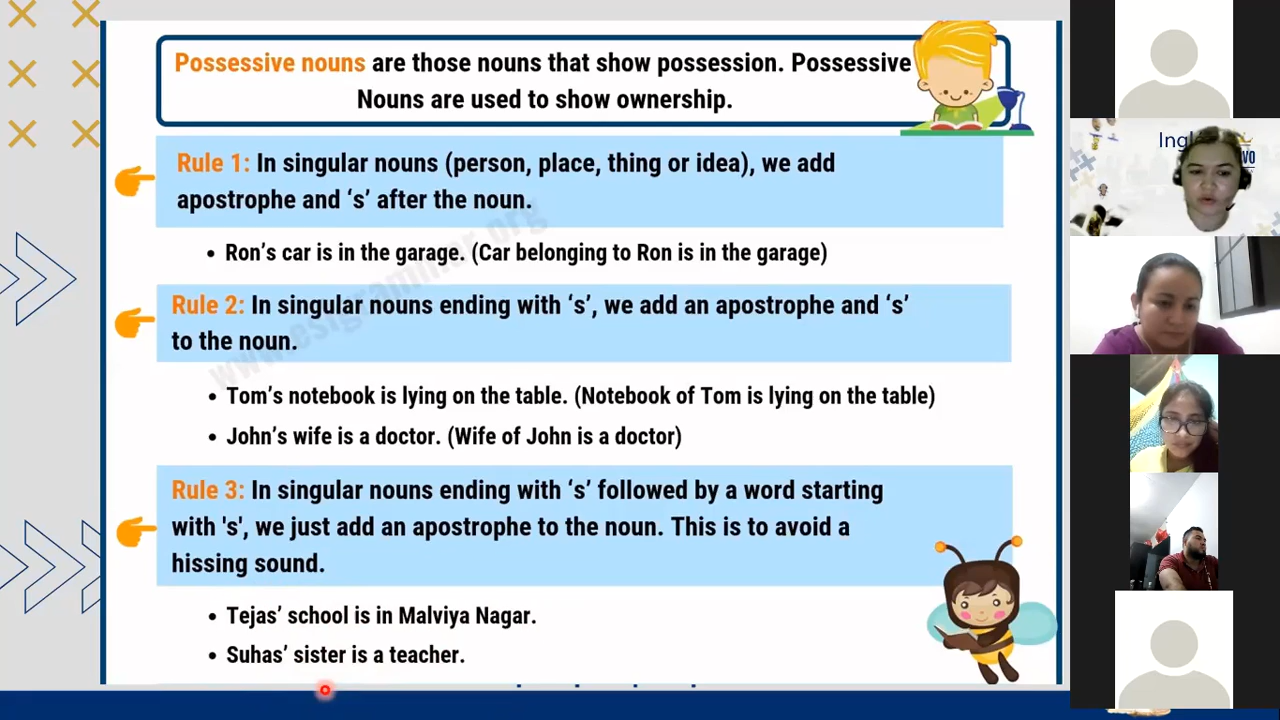 Possessive nouns are those nouns that show possession. Possessive
Nouns are used to show ownership.
Rule 1: In singular nouns (person, place, thing or idea), we add
apostrophe and ‘s’ after the noun.
• Ron’s car is in the garage. (Car belonging to Ron is in the garage)
Rule 2: In singular nouns ending with ‘s’, we add an apostrophe and ‘s’
to the noun.
• Tom’s notebook is lying on the table. (Notebook of Tom is lying on the table)
• John’s wife is a doctor. (Wife of John is a doctor)
Rule 3: In singular nouns ending with ‘s’ followed by a word starting
with 's', we just add an apostrophe to the noun. This is to avoid a
hissing sound.
• Tejas’ school is in Malviya Nagar.
• Suhas’ sister is a teacher.